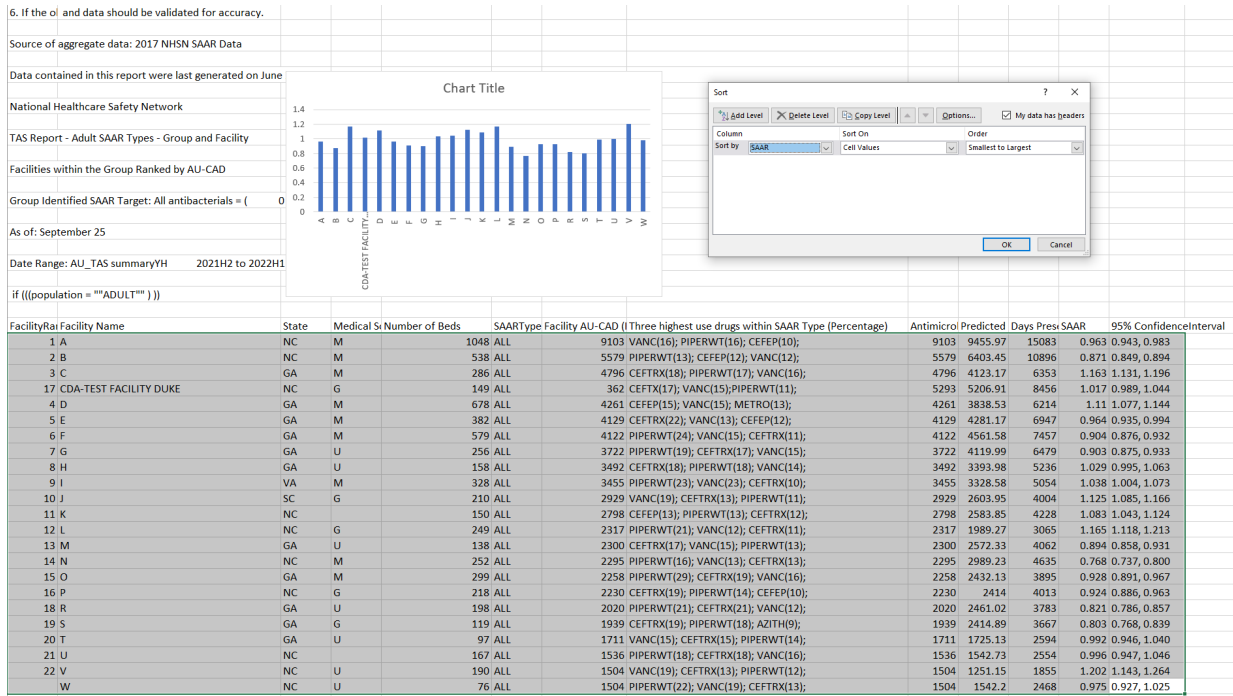 6. If the ol and data should be validated for accuracy.
Source of aggregate data: 2017 NHSN SAAR Data
Data contained in this report were last generated on June
National Healthcare Safety Network
TAS Report - Adult SAAR Types - Group and Facility
Facilities within the Group Ranked by AU-CAD
Group Identified SAAR Target: All antibacterials = ( 0
As of: September 25
Date Range: AU_TAS summaryYH 2021H2 to 2022H1
if (((population = ""ADULT"" ) ))
Chart Title
1.4
1.2
1
0.8
0.6
0.4
0.2
0
A B C CDA-TEST FACILITY... D E F G H I J K L M N O P R S T U V W
Sort ? X
Add Level Delete Level Copy Level Options... My data has headers
Column Sort On Order
Sort by SAAR Cell Values Smallest to Largest
OK Cancel
FacilityRar Facility Name State Medical Sc Number of Beds SAARType Facility AU-CAD (I Three highest use drugs within SAAR Type (Percentage) Antimicrol Predicted Days Prese SAAR 95% ConfidenceInterval
1 A NC M 1048 ALL 9103 VANC(16); PIPERWT(16); CEFEP(10); 9103 9455.97 15083 0.963 0.943, 0.983
2 B NC M 538 ALL 5579 PIPERWT(13); CEFEP(12); VANC(12); 5579 6403.45 10896 0.871 0.849, 0.894
3 C GA M 286 ALL 4796 CEFTRX(18); PIPERWT(17); VANC(16); 4796 4123.17 6353 1.163 1.131, 1.196
17 CDA-TEST FACILITY DUKE NC G 149 ALL 362 CEFTX(17); VANC(15);PIPERWT(11); 5293 5206.91 8456 1.017 0.989, 1.044
4 D GA M 678 ALL 4261 CEFEP(15); VANC(15); METRO(13); 4261 3838.53 6214 1.11 1.077, 1.144
5 E GA M 382 ALL 4129 CEFTRX(22); VANC(13); CEFEP(12); 4129 4281.17 6947 0.964 0.935, 0.994
6 F GA M 579 ALL 4122 PIPERWT(24); VANC(15); CEFTRX(11); 4122 4561.58 7457 0.904 0.876, 0.932
7 G GA U 256 ALL 3722 PIPERWT(19); CEFTRX(17); VANC(15); 3722 4119.99 6479 0.903 0.875, 0.933
8 H GA U 158 ALL 3492 CEFTRX(18); PIPERWT(18); VANC(14); 3492 3393.98 5236 1.029 0.995, 1.063
9 I VA M 328 ALL 3455 PIPERWT(23); VANC(23); CEFTRX(10); 3455 3328.58 5054 1.038 1.004, 1.073
10 J SC G 210 ALL 2929 VANC(19); CEFTRX(13); PIPERWT(11); 2929 2603.95 4004 1.125 1.085, 1.166
11 K NC 150 ALL 2798 CEFEP(13); PIPERWT(13); CEFTRX(12); 2798 2583.85 4228 1.083 1.043, 1.124
12 L NC G 249 ALL 2317 PIPERWT(21); VANC(12); CEFTRX(11); 2317 1989.27 3065 1.165 1.118, 1.213
13 M GA U 138 ALL 2300 CEFTRX(17); VANC(15); PIPERWT(13); 2300 2572.33 4062 0.894 0.858, 0.931
14 N NC M 252 ALL 2295 PIPERWT(16); VANC(13); CEFTRX(13); 2295 2989.23 4635 0.768 0.737, 0.800
15 O GA M 299 ALL 2258 PIPERWT(29); CEFTRX(19); VANC(16); 2258 2432.13 3895 0.928 0.891, 0.967
16 P NC G 218 ALL 2230 CEFTRX(19); PIPERWT(14); CEFEP(10); 2230 2414 4013 0.924 0.886, 0.963
18 R GA U 198 ALL 2020 PIPERWT(21); CEFTRX(21); VANC(12); 2020 2461.02 3783 0.821 0.786, 0.857
19 S GA G 119 ALL 1939 CEFTRX(19); PIPERWT(18); AZITH(9); 1939 2414.89 3667 0.803 0.768, 0.839
20 T GA U 97 ALL 1711 VANC(15); CEFTRX(15); PIPERWT(14); 1711 1725.13 2594 0.992 0.946, 1.040
21 U NC 167 ALL 1536 PIPERWT(18); CEFTRX(18); VANC(16); 1536 1542.73 2554 0.996 0.947, 1.046
22 V NC U 190 ALL 1504 VANC(19); CEFTRX(13); PIPERWT(12); 1504 1251.15 1855 1.202 1.143, 1.264
W NC U 76 ALL 1504 PIPERWT(22); VANC(19); CEFTRX(13); 1504 1542.2 2468 0.975 0.927, 1.025